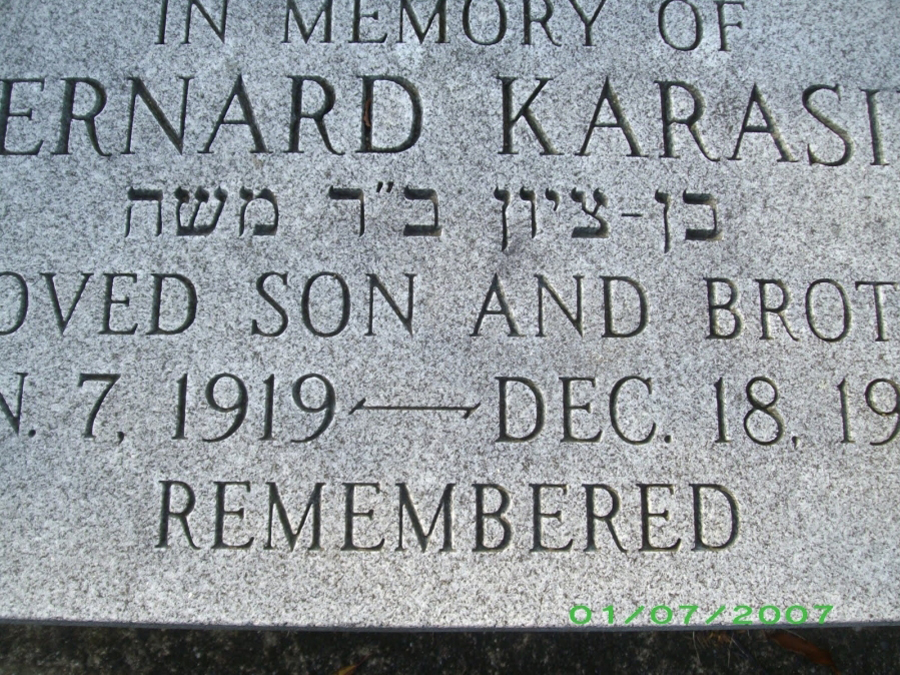 IN MEMORY OF
ERNARD KARASI
בן-ציון ב"ר משה
OVED SON AND BROT
N. 7, 1919 — DEC. 18, 19
REMEMBERED
01/07/2007